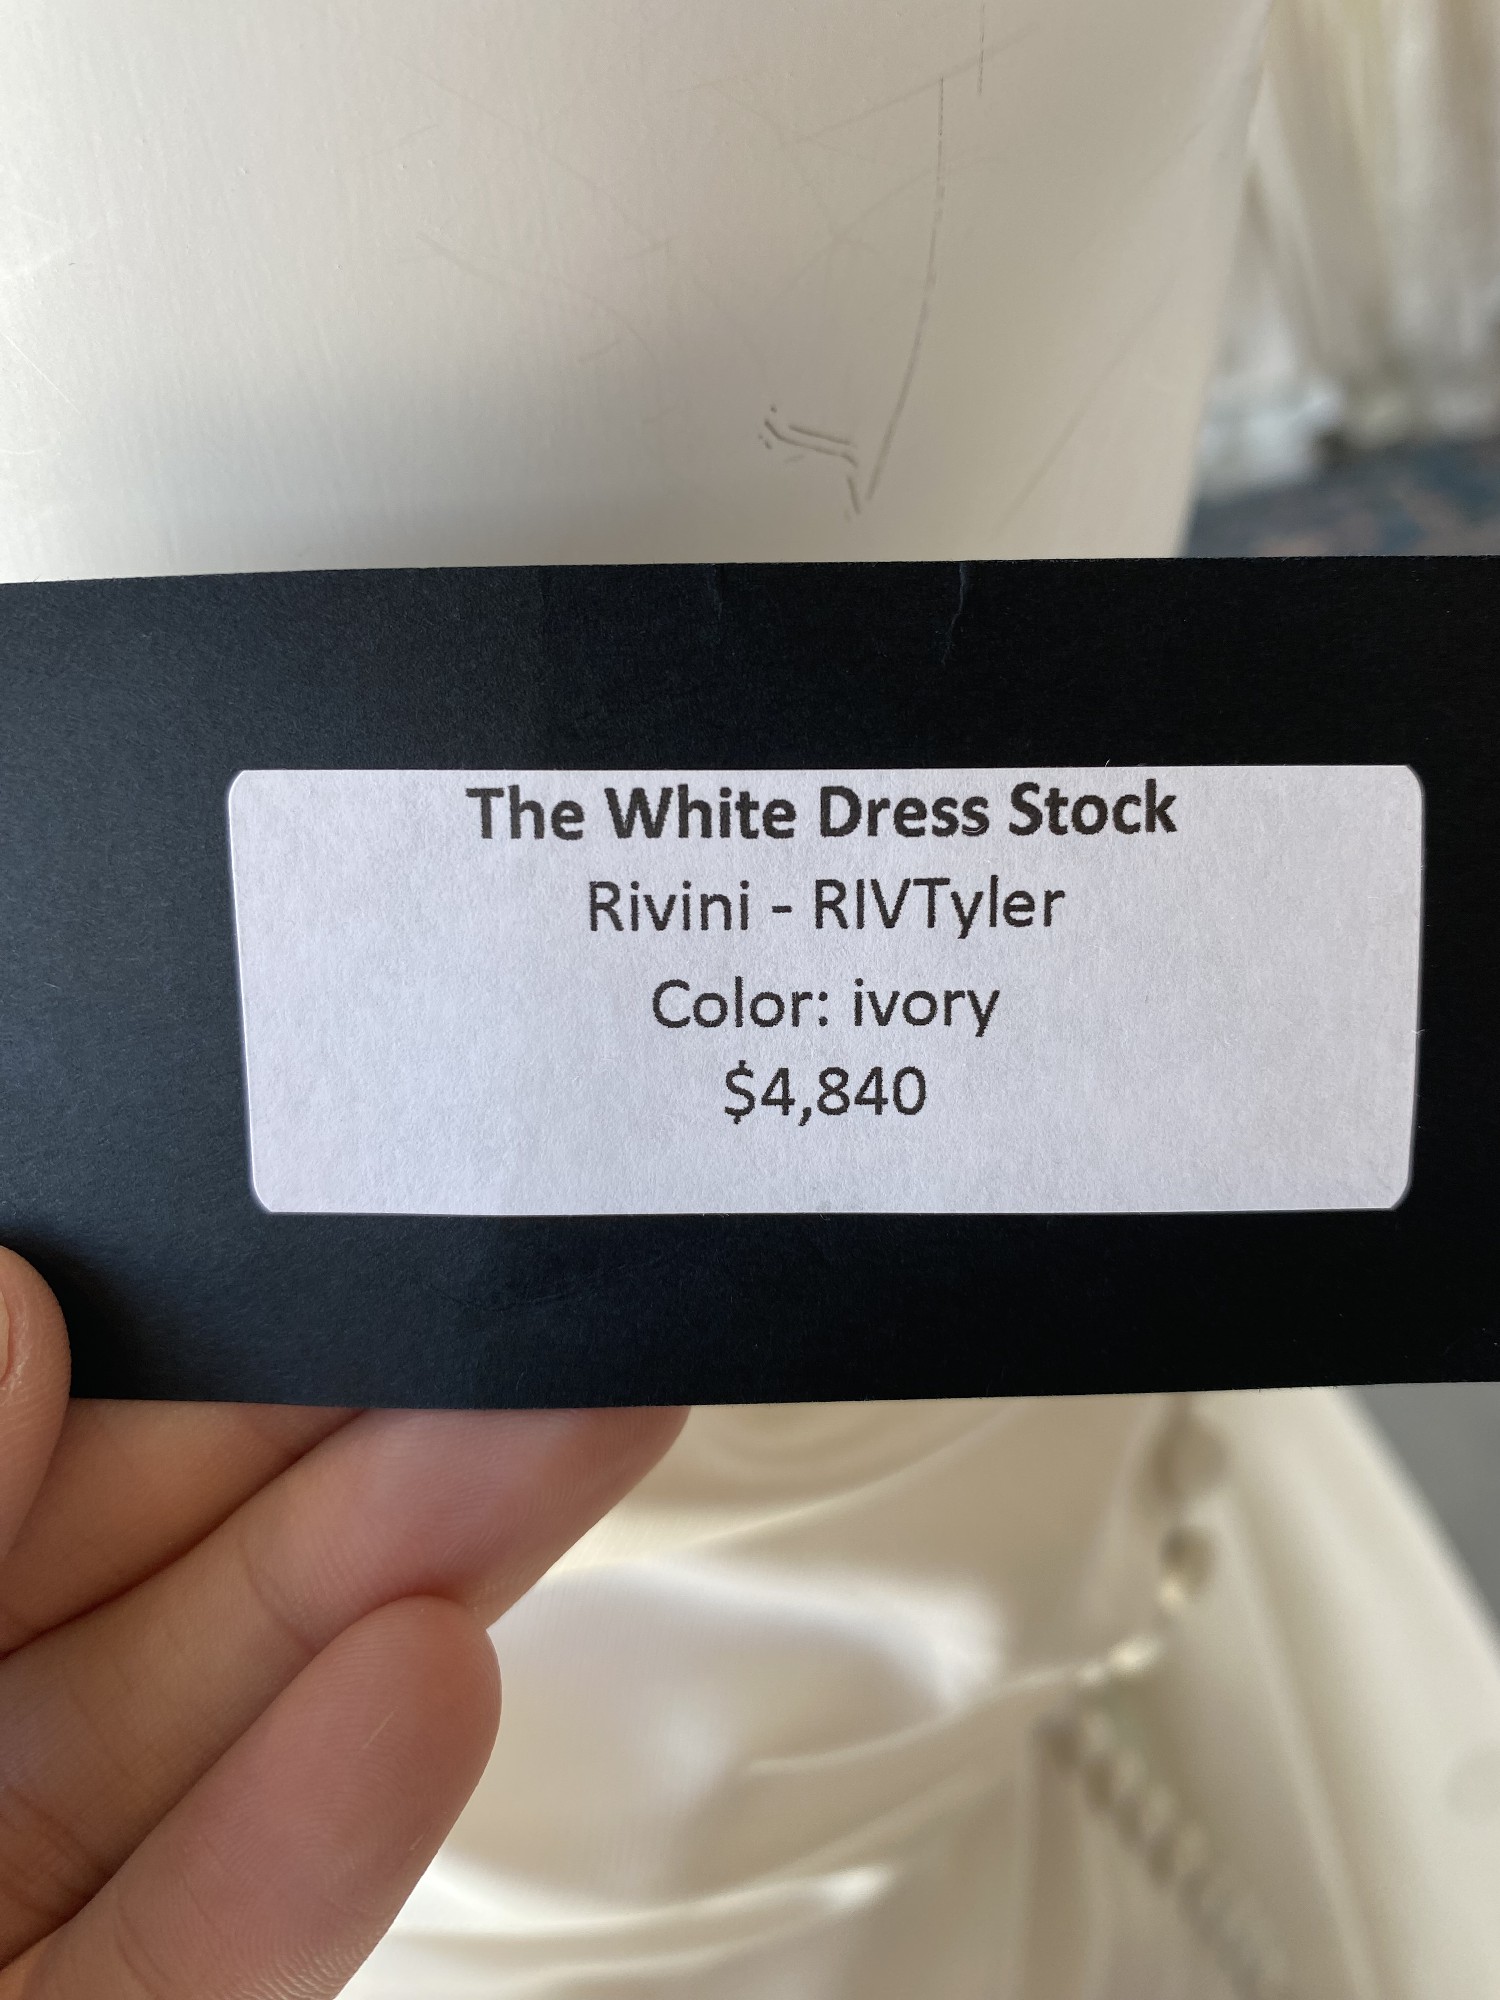 The White Dress Stock
Rivini - RIVTyler
Color: ivory
$4,840